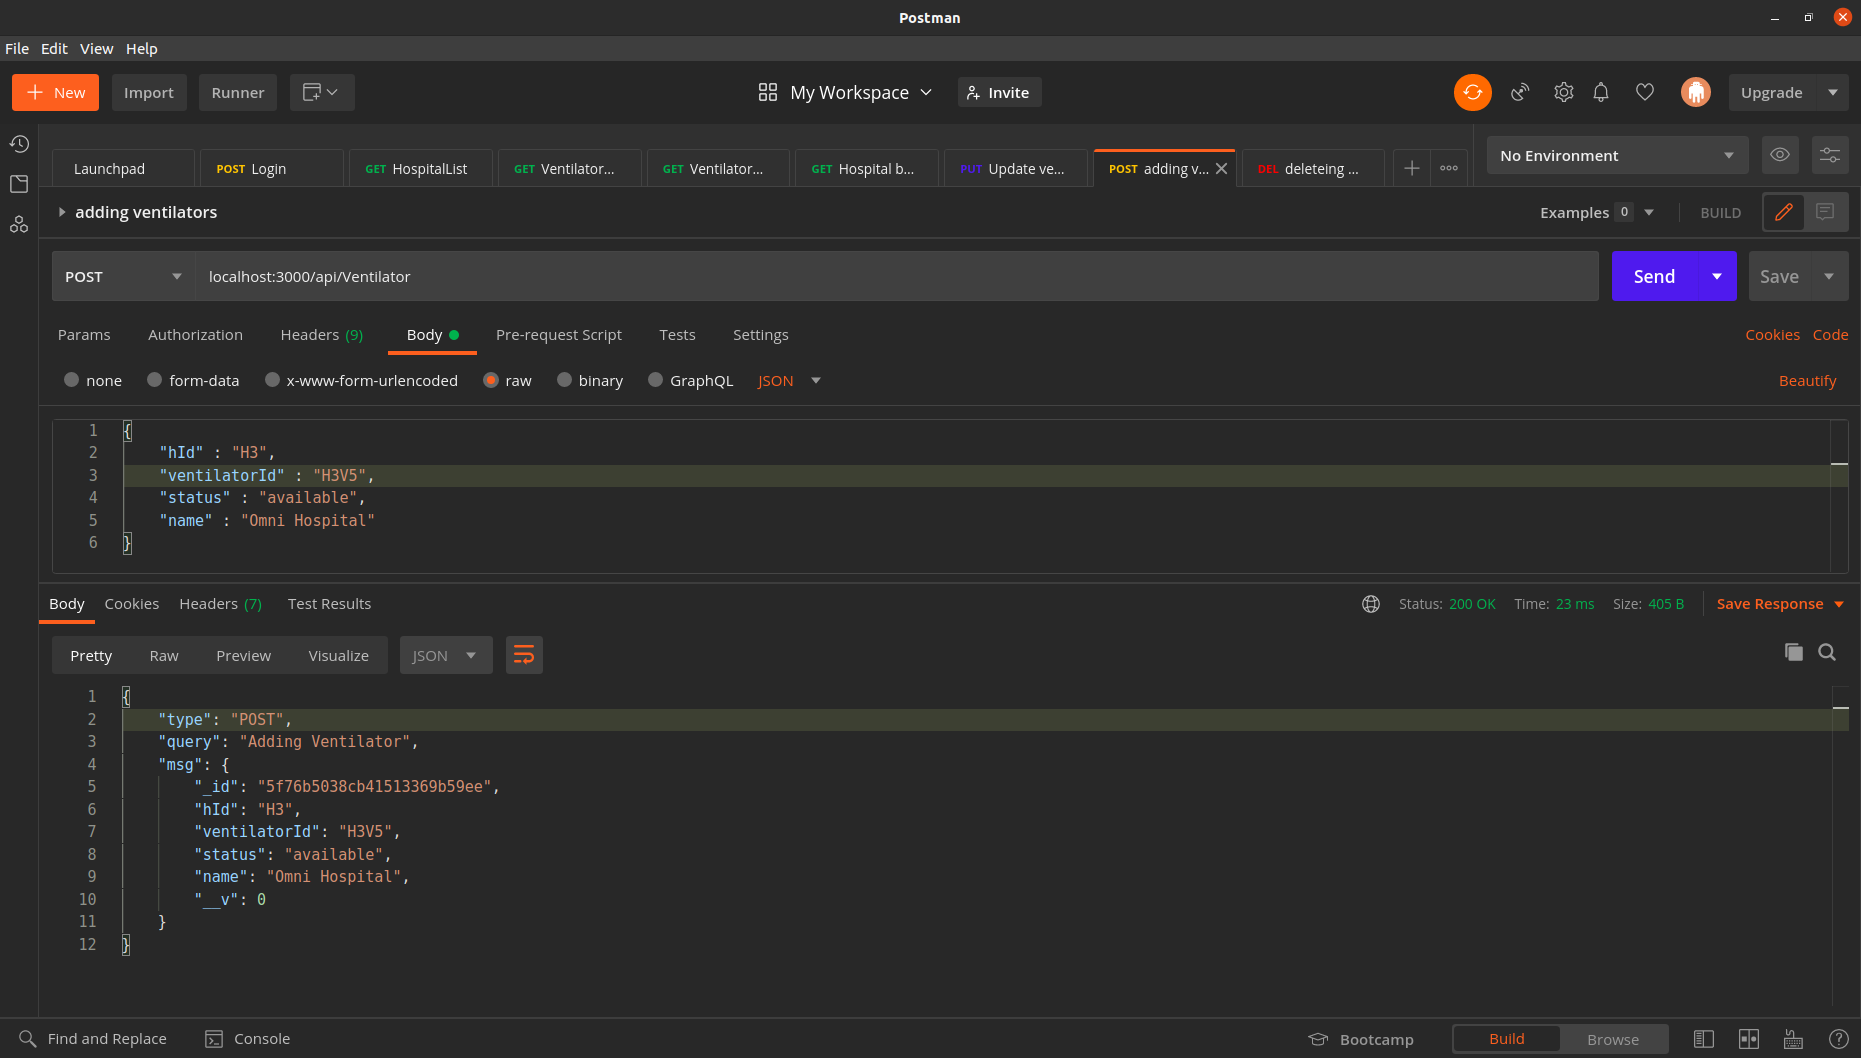 Postman
File Edit View Help
New Import Runner My Workspace Invite Upgrade
Launchpad POST Login GET HospitalList GET Ventilator... GET Ventilator... GET Hospital b... PUT Update ve... POST adding v... DEL deleteing ... No Environment
adding ventilators Examples 0 BUILD
POST localhost:3000/api/Ventilator Send Save
Params Authorization Headers (9) Body Pre-request Script Tests Settings Cookies Code
none form-data x-www-form-urlencoded raw binary GraphQL JSON Beautify
1 {
2 "hId" : "H3",
3 "ventilatorId" : "H3V5",
4 "status" : "available",
5 "name" : "Omni Hospital"
6 }
Body Cookies Headers (7) Test Results Status: 200 OK Time: 23 ms Size: 405 B Save Response
Pretty Raw Preview Visualize JSON
1 {
2 "type": "POST",
3 "query": "Adding Ventilator",
4 "msg": {
5 "_id": "5f76b5038cb41513369b59ee",
6 "hId": "H3",
7 "ventilatorId": "H3V5",
8 "status": "available",
9 "name": "Omni Hospital",
10 "__v": 0
11 }
12 }
Find and Replace Console Bootcamp Build Browse